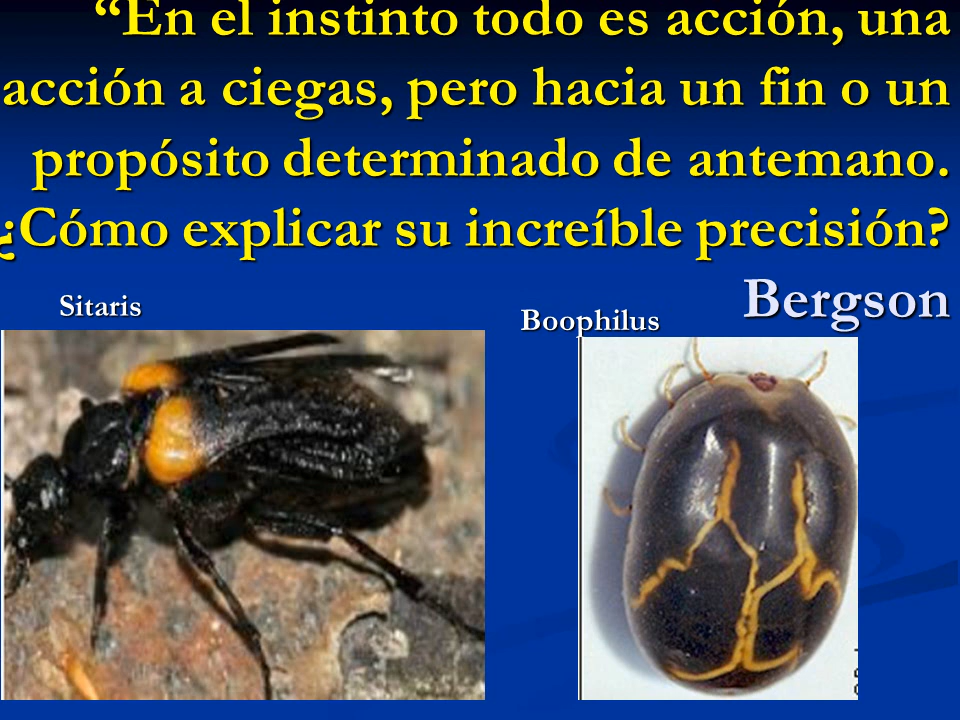 “En el instinto todo es acción, una
acción a ciegas, pero hacia un fin o un
propósito determinado de antemano.
¿Cómo explicar su increíble precisión?
Bergson
Sitaris
Boophilus